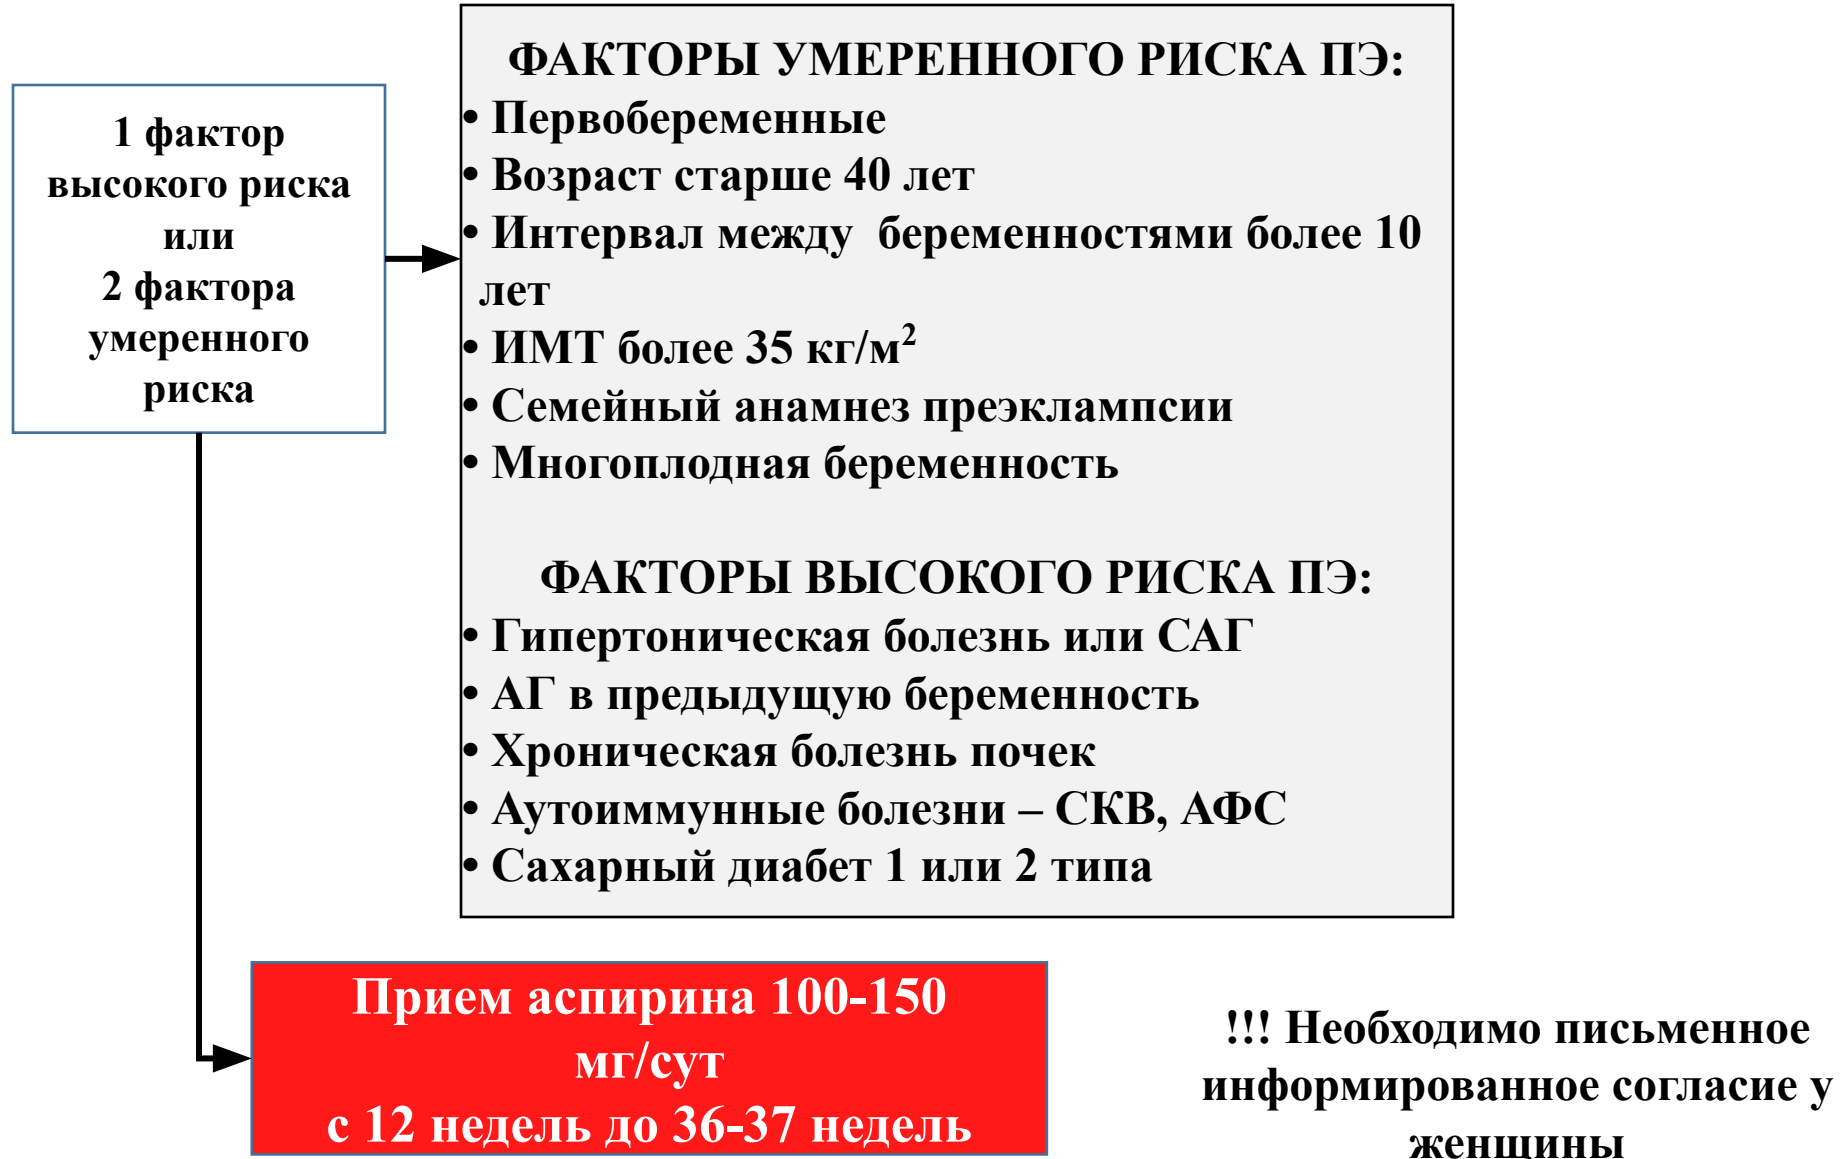 1 фактор
высокого риска
или
2 фактора
умеренного
риска
ФАКТОРЫ УМЕРЕННОГО РИСКА ПЭ:
• Первобеременные
• Возраст старше 40 лет
• Интервал между беременностями более 10
лет
• ИМТ более 35 кг/м²
• Семейный анамнез преэклампсии
• Многоплодная беременность
ФАКТОРЫ ВЫСОКОГО РИСКА ПЭ:
• Гипертоническая болезнь или САГ
• АГ в предыдущую беременность
• Хроническая болезнь почек
• Аутоиммунные болезни – СКВ, АФС
• Сахарный диабет 1 или 2 типа
Прием аспирина 100-150
мг/сут
с 12 недель до 36-37 недель
!!! Необходимо письменное
информированное согласие у
женщины